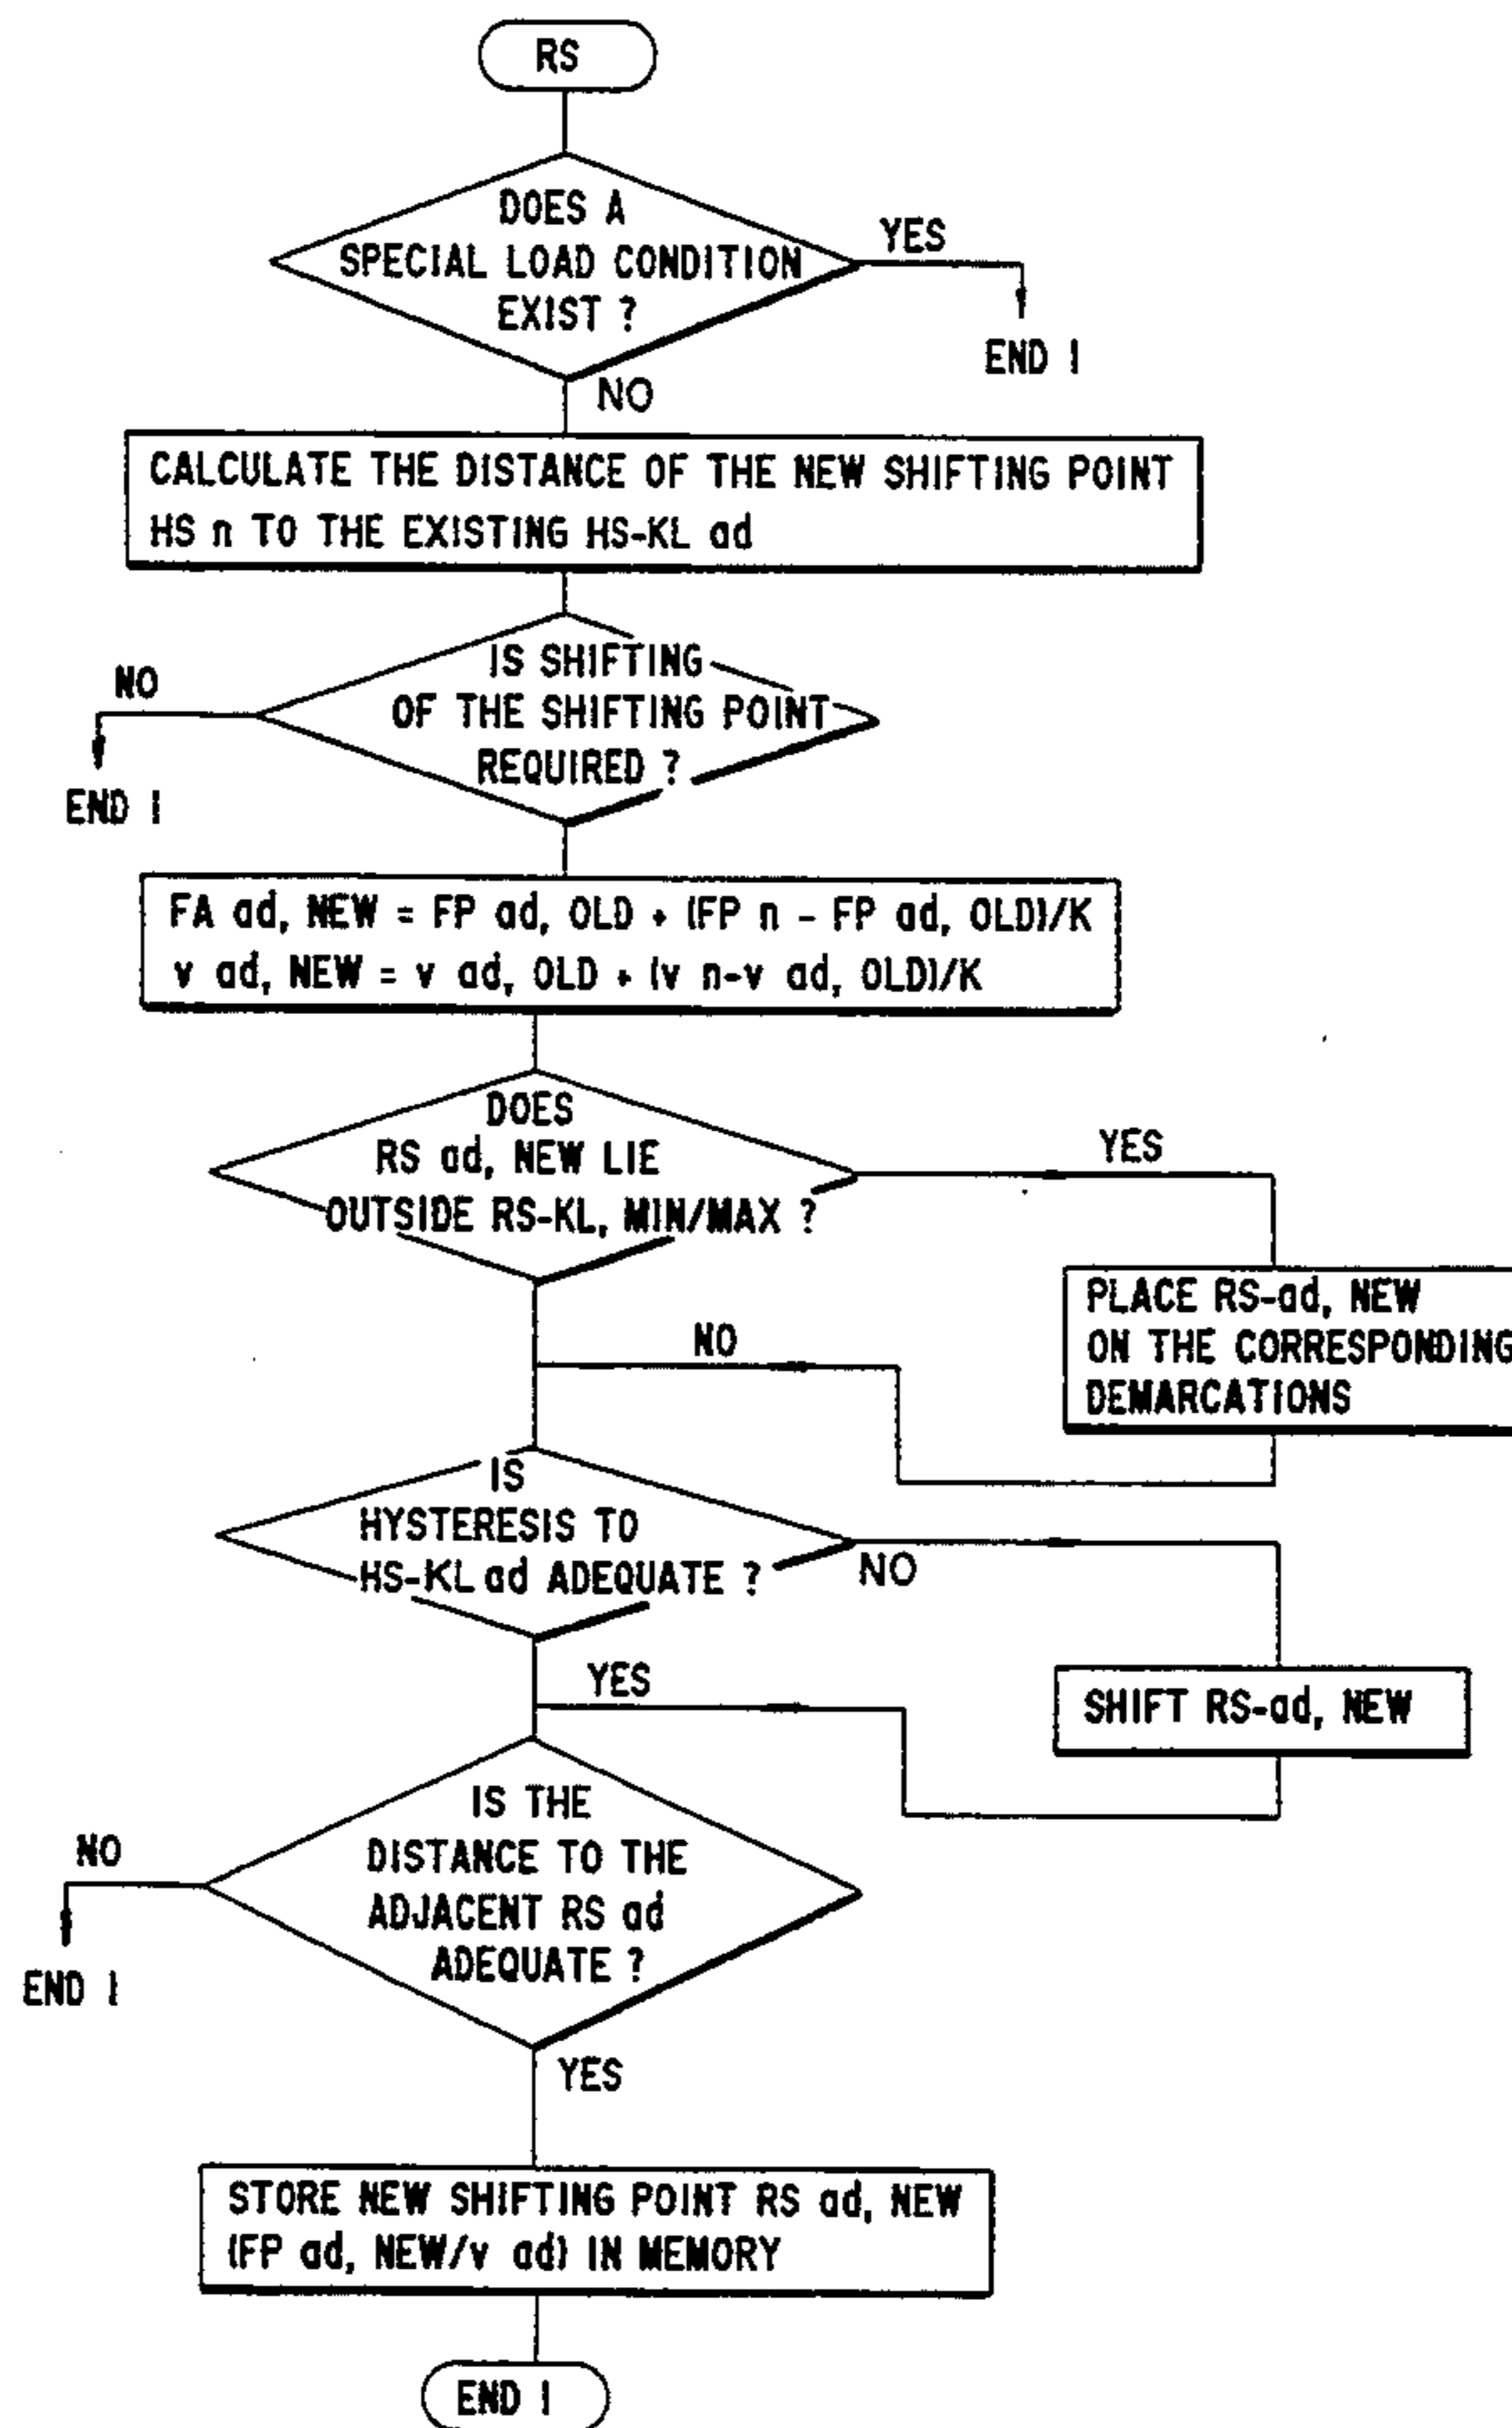 RS
DOES A
SPECIAL LOAD CONDITION
EXIST ?
YES
END I
NO
CALCULATE THE DISTANCE OF THE NEW SHIFTING POINT
HS n TO THE EXISTING HS-KL ad
IS SHIFTING
OF THE SHIFTING POINT
REQUIRED ?
NO
END I
FA ad, NEW = FP ad, OLD + (FP n - FP ad, OLD)/K
v ad, NEW = v ad, OLD + (v n-v ad, OLD)/K
DOES
RS ad, NEW LIE
OUTSIDE RS-KL, MIN/MAX ?
YES
PLACE RS-ad, NEW
ON THE CORRESPONDING
DEMARCATIONS
NO
IS
HYSTERESIS TO
HS-KL ad ADEQUATE ?
NO
SHIFT RS-ad, NEW
YES
IS THE
DISTANCE TO THE
ADJACENT RS ad
ADEQUATE ?
NO
END I
YES
STORE NEW SHIFTING POINT RS ad, NEW
(FP ad, NEW/v ad) IN MEMORY
END I